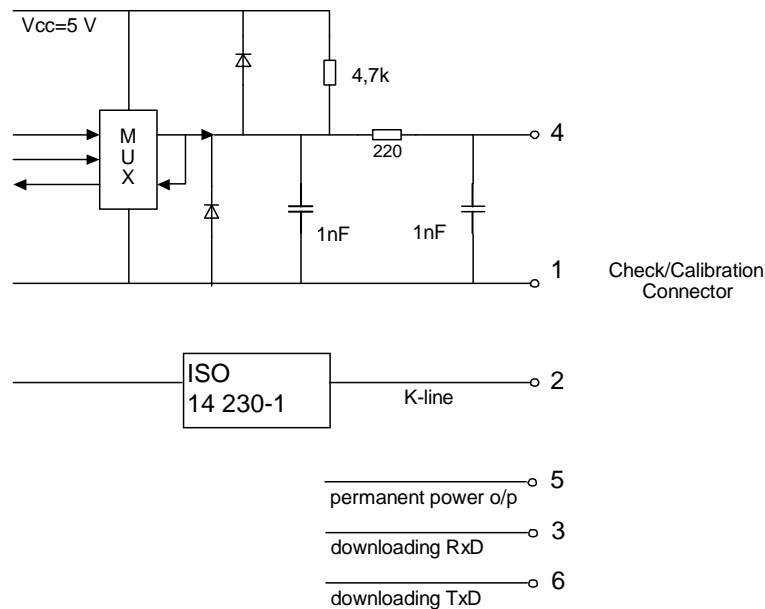 Vcc=5 V
4,7k
M
U
X
4
220
1nF
1nF
1
Check/Calibration
Connector
ISO
14 230-1
K-line
2
permanent power o/p
5
downloading RxD
3
downloading TxD
6